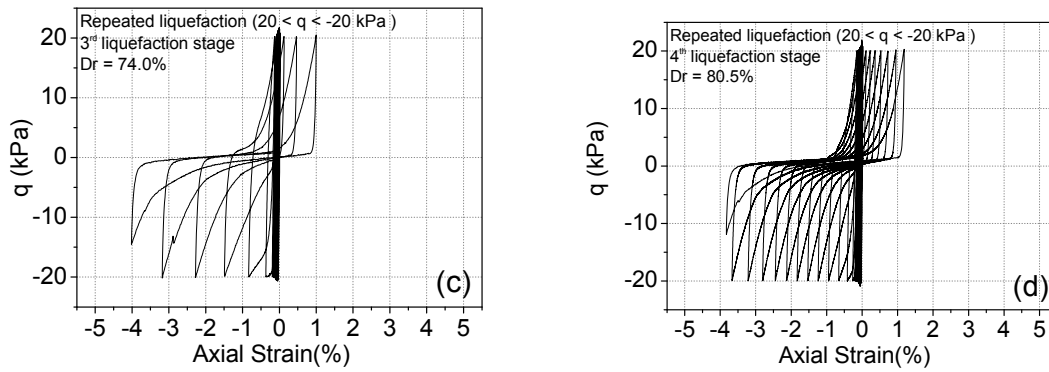 Repeated liquefaction (20 < q < -20 kPa )
3rd liquefaction stage
Dr = 74.0%
20
10
0
-10
-20
q (kPa)
(c)
-5 -4 -3 -2 -1 0 1 2 3 4 5
Axial Strain(%)
Repeated liquefaction (20 < q < -20 kPa )
4th liquefaction stage
Dr = 80.5%
20
10
0
-10
-20
q (kPa)
(d)
-5 -4 -3 -2 -1 0 1 2 3 4 5
Axial Strain(%)